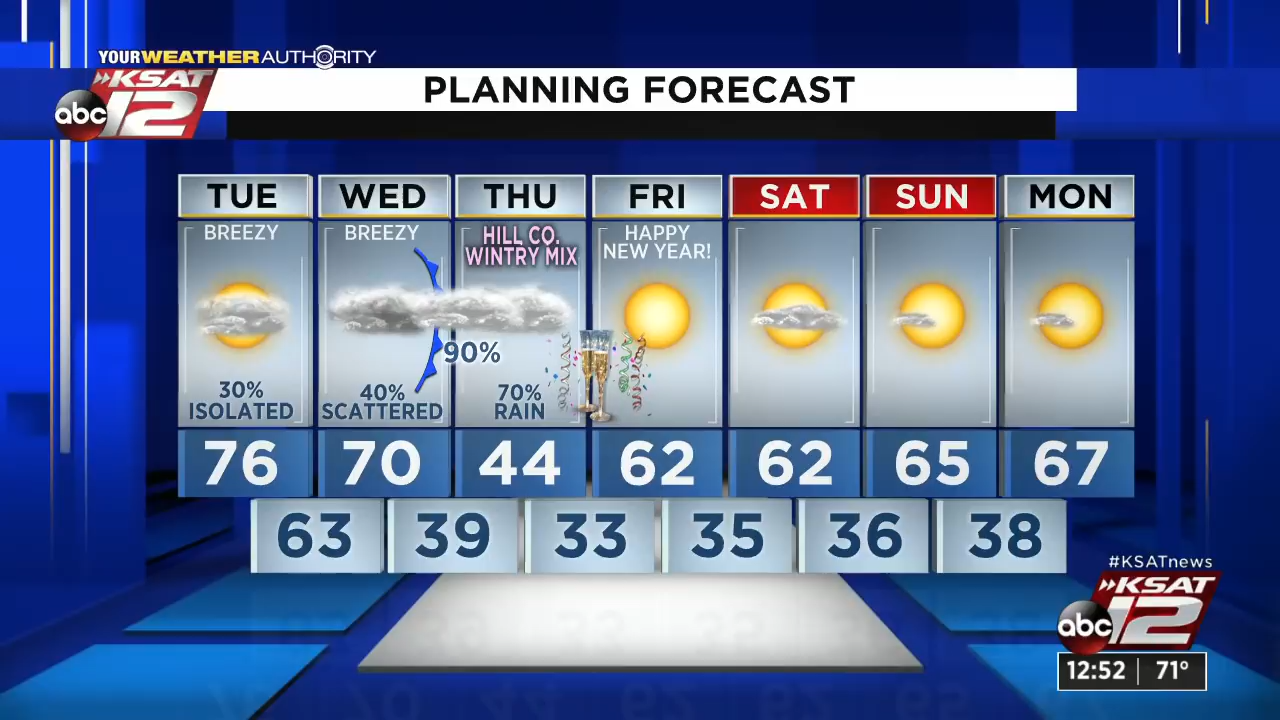 YOURWEATHERAUTHORITY
KSAT
abc 12
PLANNING FORECAST
TUE WED THU FRI SAT SUN MON
BREEZY BREEZY HILL CO. HAPPY
WINTRY MIX NEW YEAR!
90%
30% 40% 70%
ISOLATED SCATTERED RAIN
76 70 44 62 62 65 67
63 39 33 35 36 38
#KSATnews
KSAT
abc 12
12:52 71°